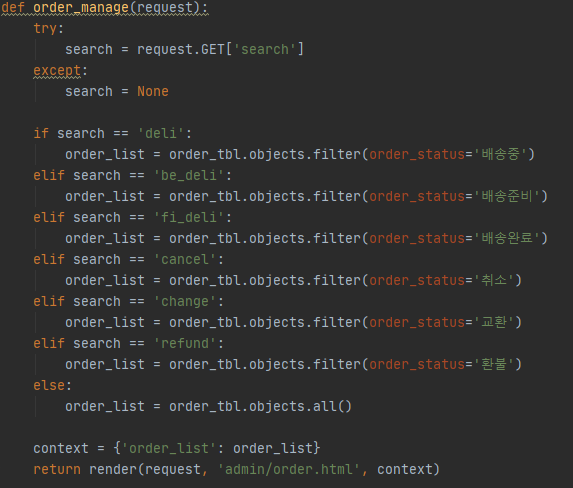 def order_manage(request):
    try:
        search = request.GET['search']
    except:
        search = None

    if search == 'deli':
        order_list = order_tbl.objects.filter(order_status='배송중')
    elif search == 'be_deli':
        order_list = order_tbl.objects.filter(order_status='배송준비')
    elif search == 'fi_deli':
        order_list = order_tbl.objects.filter(order_status='배송완료')
    elif search == 'cancel':
        order_list = order_tbl.objects.filter(order_status='취소')
    elif search == 'change':
        order_list = order_tbl.objects.filter(order_status='교환')
    elif search == 'refund':
        order_list = order_tbl.objects.filter(order_status='환불')
    else:
        order_list = order_tbl.objects.all()

    context = {'order_list': order_list}
    return render(request, 'admin/order.html', context)